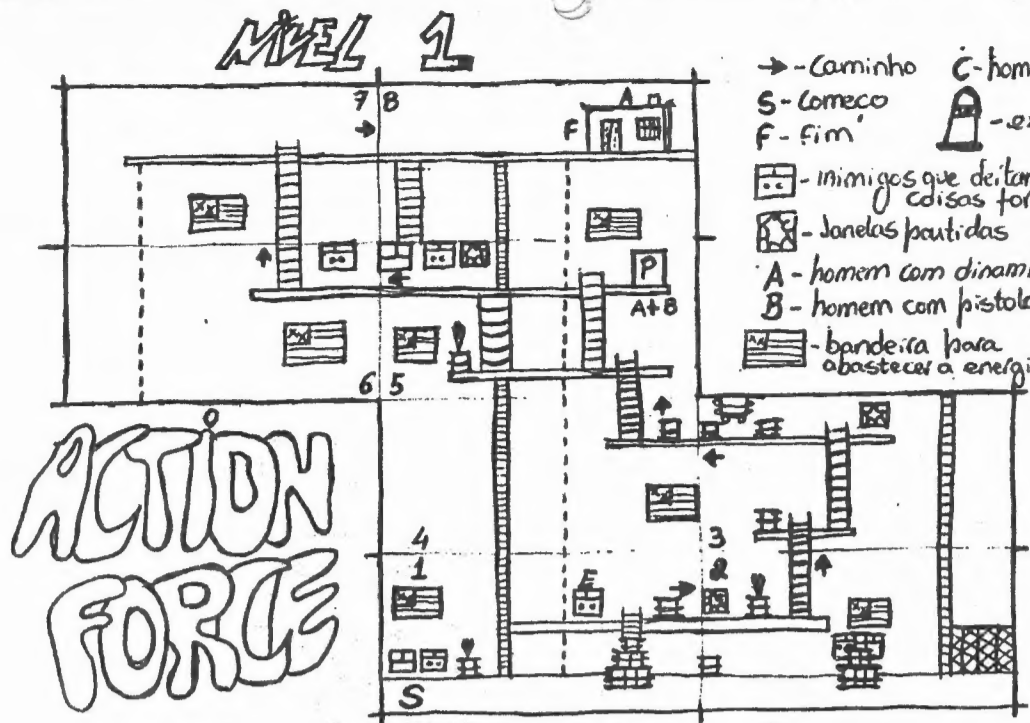 NÍVEL 1
→ - Caminho
C - hom
S - Começo
F - fim
- inimigos que deitam
coisas for
- Janelas partidas
A - homem com dinami
B - homem com pistola
- bandeira para
abastecer a energi
7 8
F
A
P
A+B
6 5
ACTION
FORCE
4
1
3
2
E
S